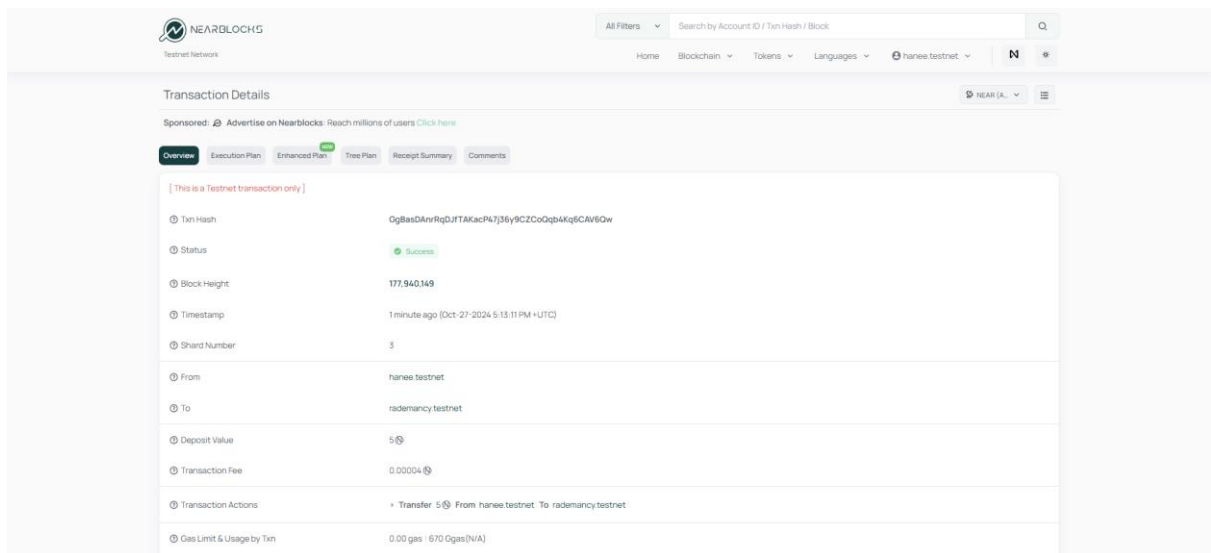 NEARBLOCKS
All Filters
Search by Account ID / Txn Hash / Block
Testnet Network
Home Blockchain Tokens Languages hanee.testnet
Transaction Details
NEAR (A...
Sponsored: Advertise on Nearblocks: Reach millions of users Click here
NEW
Overview Execution Plan Enhanced Plan Tree Plan Receipt Summary Comments
[ This is a Testnet transaction only ]
Txn Hash GgBasDAnrRqDJfTAKacP47j36y9CZCoGqb4Kq6CAV6Qw
Status Success
Block Height 177,940,149
Timestamp 1 minute ago (Oct-27-2024 5:13:11 PM +UTC)
Shard Number 3
From hanee.testnet
To rademancy.testnet
Deposit Value 5
Transaction Fee 0.00004
Transaction Actions Transfer 5 From hanee.testnet To rademancy.testnet
Gas Limit & Usage by Txn 0.00 gas | 670 Ggas(N/A)